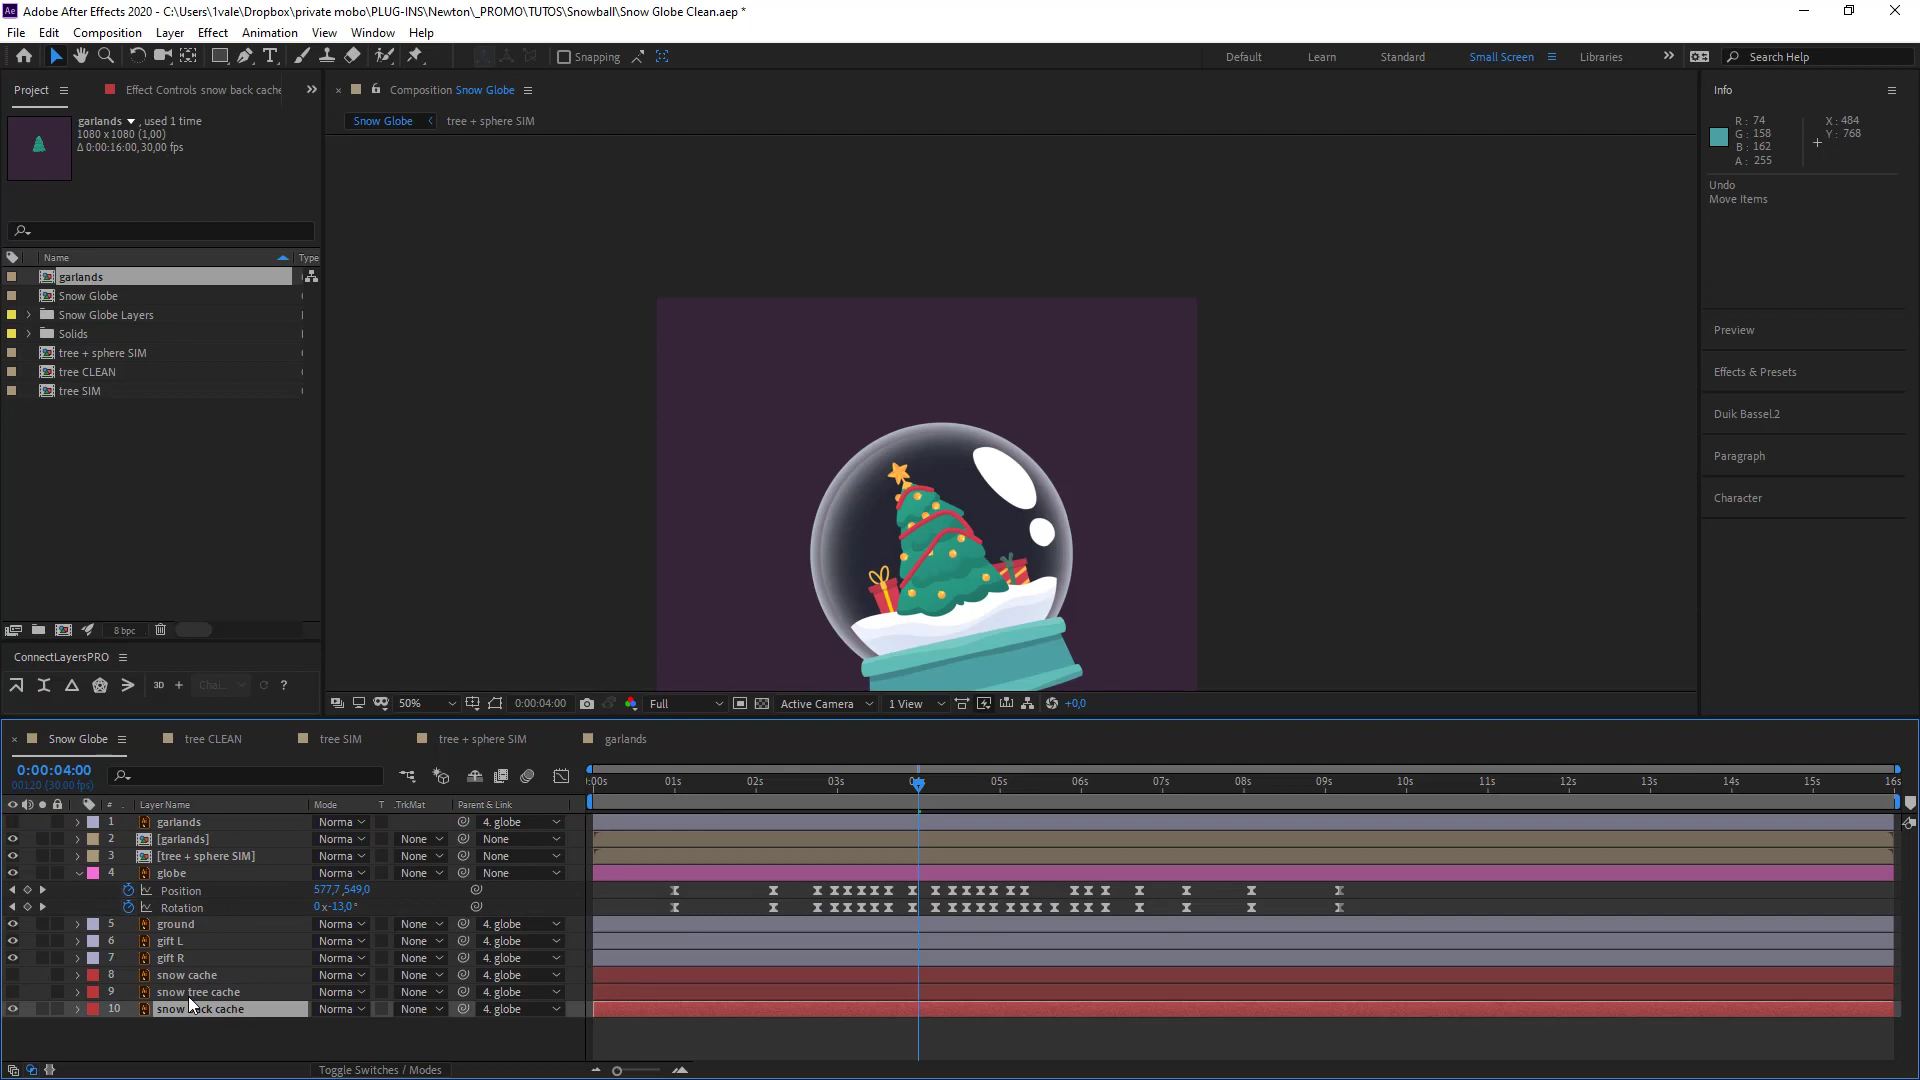 Adobe After Effects 2020 - C:\Users\1vale\Dropbox\private mobo\PLUG-INS\Newton\_PROMO\TUTOS\Snowball\Snow Globe Clean.aep *
File Edit Composition Layer Effect Animation View Window Help
Snapping
Default Learn Standard Small Screen Libraries
Search Help
Project
Effect Controls snow back cache
garlands , used 1 time
1080 x 1080 (1,00)
Δ 0:00:16:00, 30,00 fps
Name Type
garlands
Snow Globe
Snow Globe Layers
Solids
tree + sphere SIM
tree CLEAN
tree SIM
8 bpc
ConnectLayersPRO
3D
?
Composition Snow Globe
Snow Globe tree + sphere SIM
50% 0:00:04:00 Full Active Camera 1 View +0,0
Info
R : 74 X : 484
G : 158 Y : 768
B : 162
A : 255
Undo
Move Items
Preview
Effects & Presets
Duik Bassel.2
Paragraph
Character
Snow Globe tree CLEAN tree SIM tree + sphere SIM garlands
0:00:04:00
00120 (30.00 fps)
:00s 01s 02s 03s 05s 06s 07s 08s 09s 10s 11s 12s 13s 14s 15s 16s
# Layer Name Mode T .TrkMat Parent & Link
1 garlands Norma 4. globe
2 [garlands] Norma None None
3 [tree + sphere SIM] Norma None None
4 globe Norma None None
Position 577,7,549,0
Rotation 0x-13,0°
5 ground Norma None 4. globe
6 gift L Norma None 4. globe
7 gift R Norma None 4. globe
8 snow cache Norma None 4. globe
9 snow tree cache Norma None 4. globe
10 snow back cache Norma None 4. globe
Toggle Switches / Modes